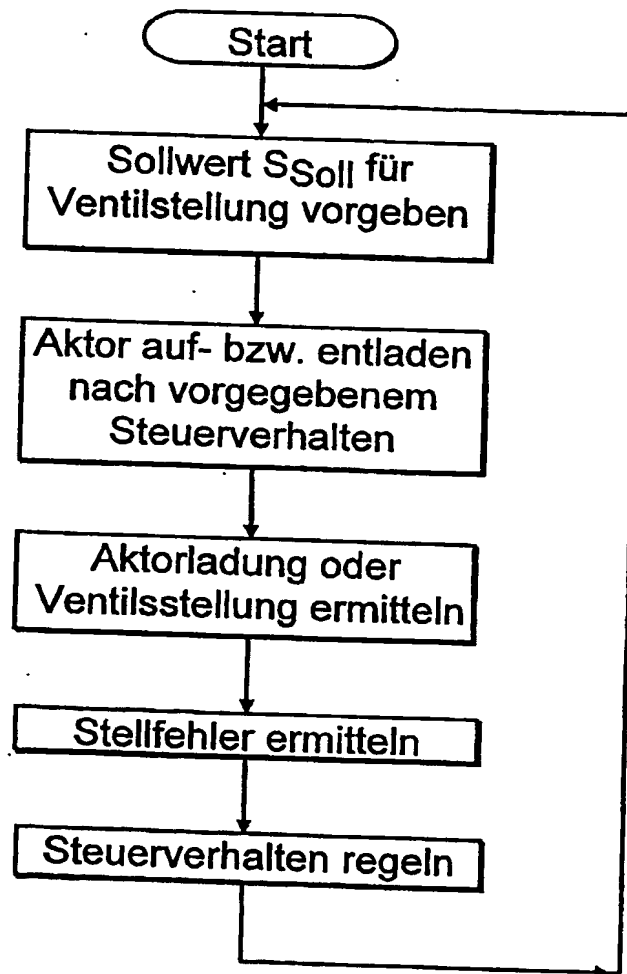 Start
Sollwert SSoll für
Ventilstellung vorgeben
Aktor auf- bzw. entladen
nach vorgegebenem
Steuerverhalten
Aktorladung oder
Ventilsstellung ermitteln
Stellfehler ermitteln
Steuerverhalten regeln